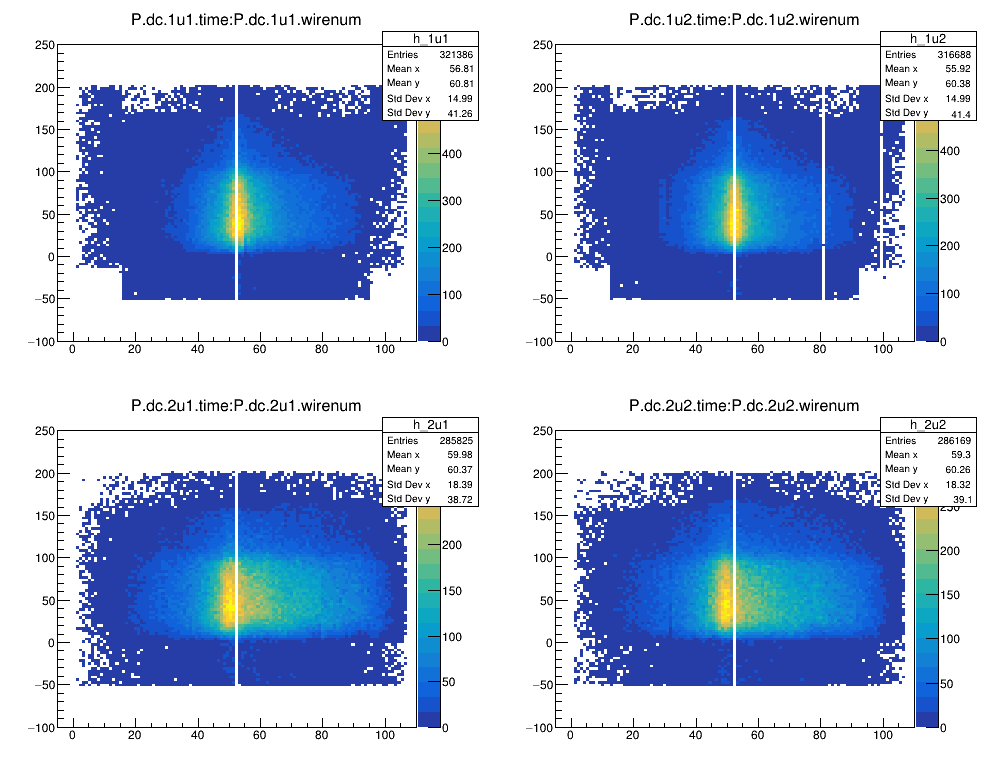 P.dc.1u1.time:P.dc.1u1.wirenum
h_1u1
Entries 321386
Mean x 56.81
Mean y 60.81
Std Dev x 14.99
Std Dev y 41.26
250
200
150
100
50
0
−50
−100
0 20 40 60 80 100
400
300
200
100
0
P.dc.1u2.time:P.dc.1u2.wirenum
h_1u2
Entries 316688
Mean x 55.92
Mean y 60.38
Std Dev x 14.99
Std Dev y 41.4
250
200
150
100
50
0
−50
−100
0 20 40 60 80 100
400
300
200
100
0
P.dc.2u1.time:P.dc.2u1.wirenum
h_2u1
Entries 285825
Mean x 59.98
Mean y 60.37
Std Dev x 18.39
Std Dev y 38.72
250
200
150
100
50
0
−50
−100
0 20 40 60 80 100
200
150
100
50
0
P.dc.2u2.time:P.dc.2u2.wirenum
h_2u2
Entries 286169
Mean x 59.3
Mean y 60.26
Std Dev x 18.32
Std Dev y 39.1
250
200
150
100
50
0
−50
−100
0 20 40 60 80 100
250
200
150
100
50
0